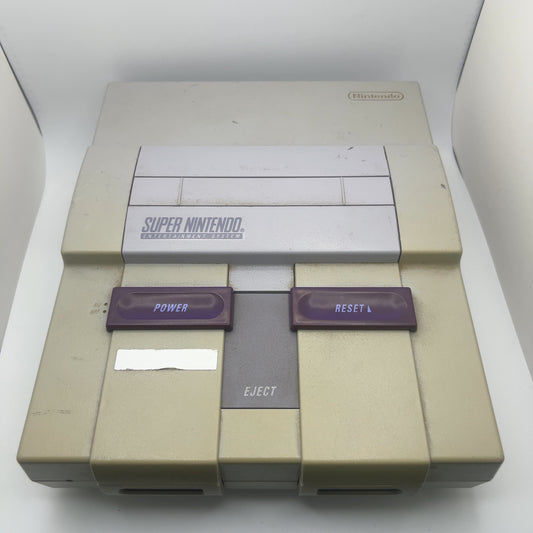 Nintendo
SUPER NINTENDO®
ENTERTAINMENT SYSTEM
POWER
RESET
EJECT